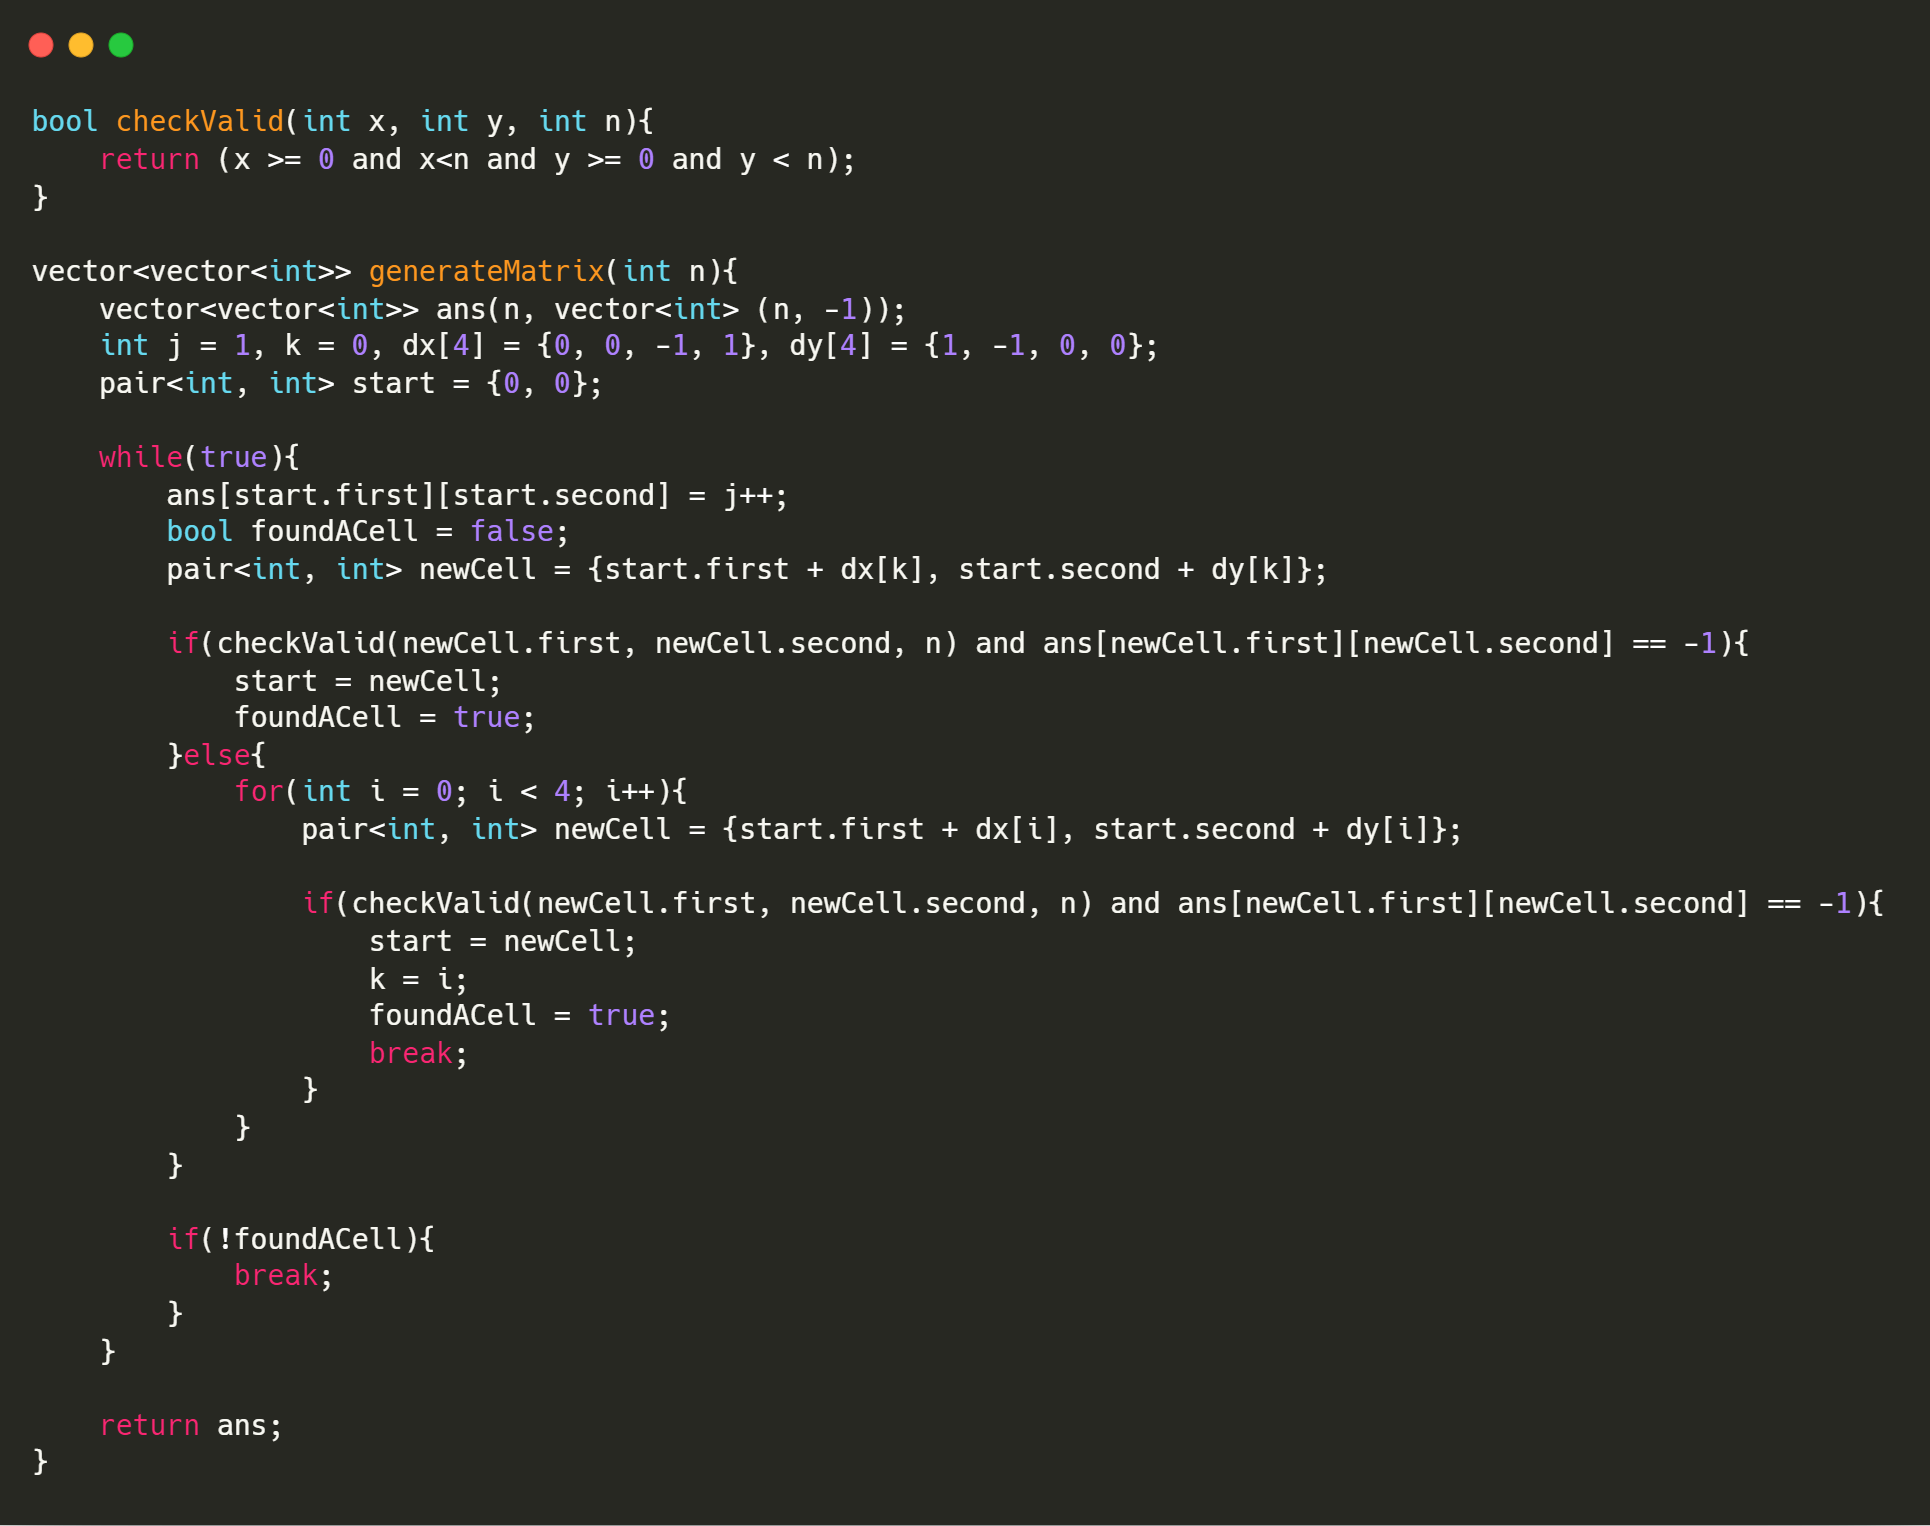 bool checkValid(int x, int y, int n){
    return (x >= 0 and x<n and y >= 0 and y < n);
}

vector<vector<int>> generateMatrix(int n){
    vector<vector<int>> ans(n, vector<int> (n, -1));
    int j = 1, k = 0, dx[4] = {0, 0, -1, 1}, dy[4] = {1, -1, 0, 0};
    pair<int, int> start = {0, 0};

    while(true){
        ans[start.first][start.second] = j++;
        bool foundACell = false;
        pair<int, int> newCell = {start.first + dx[k], start.second + dy[k]};

        if(checkValid(newCell.first, newCell.second, n) and ans[newCell.first][newCell.second] == -1){
            start = newCell;
            foundACell = true;
        }else{
            for(int i = 0; i < 4; i++){
                pair<int, int> newCell = {start.first + dx[i], start.second + dy[i]};

                if(checkValid(newCell.first, newCell.second, n) and ans[newCell.first][newCell.second] == -1){
                    start = newCell;
                    k = i;
                    foundACell = true;
                    break;
                }
            }
        }

        if(!foundACell){
            break;
        }
    }

    return ans;
}